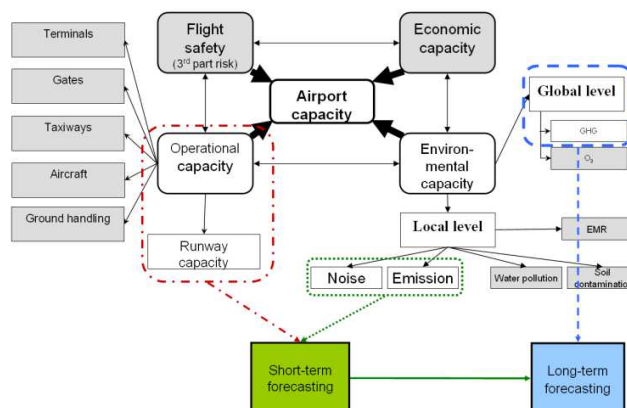 Terminals
Gates
Taxiways
Aircraft
Ground handling
Flight
safety
(3rd part risk)
Economic
capacity
Airport
capacity
Operational
capacity
Environ-
mental
capacity
Runway
capacity
Global level
GHG
O3
Local level
EMR
Noise
Emission
Water pollution
Soil
contamination
Short-term
forecasting
Long-term
forecasting